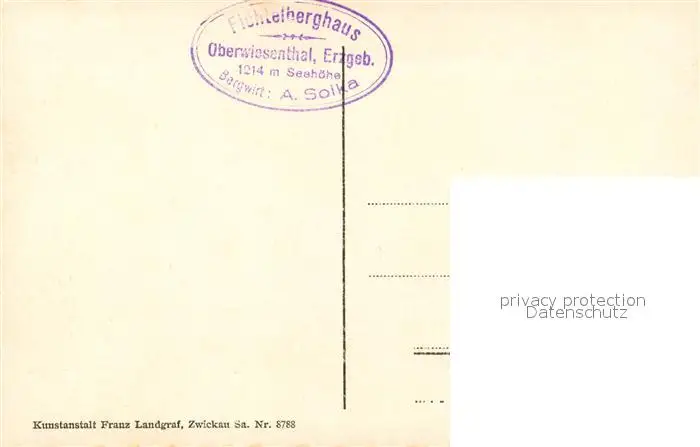 Fichtelberghaus
Oberwiesenthal, Erzgeb.
1214 m Seehöhe
Bergwirt: A. Solka
privacy protection
Datenschutz
Kunstanstalt Franz Landgraf, Zwickau Sa. Nr. 8788